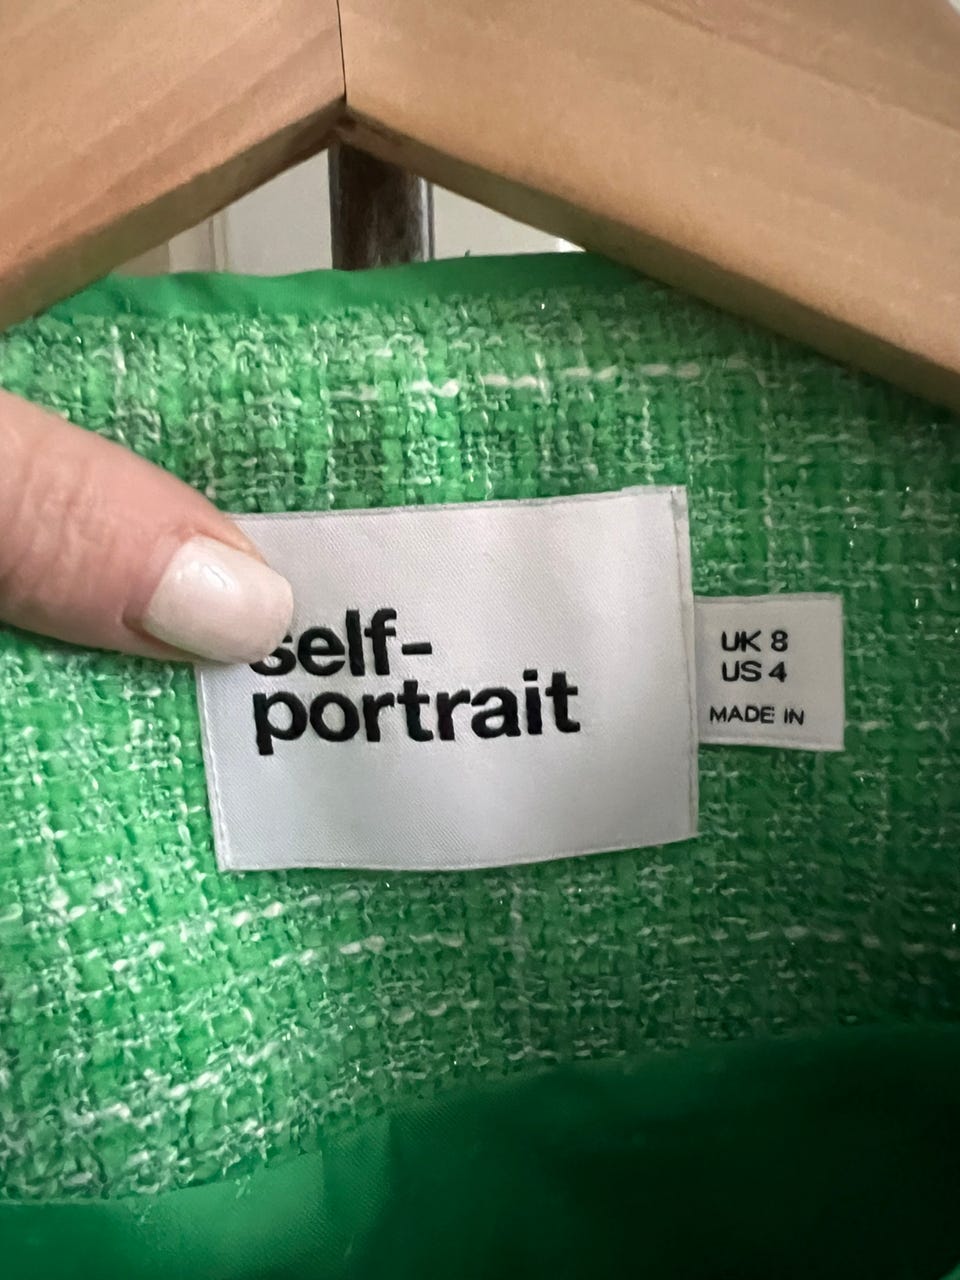 self-
portrait
UK 8
US 4
MADE IN